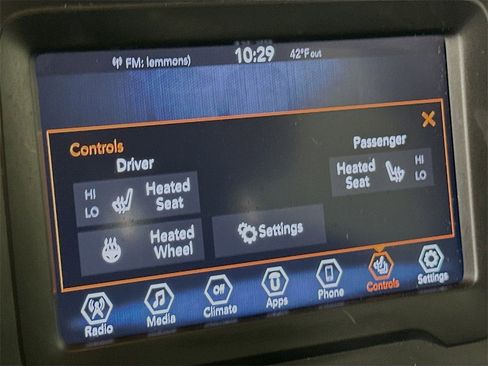 FM: lemmons)
10:29
42°F out
Controls
Driver
Passenger
HI
LO
Heated
Seat
Heated
Seat
HI
LO
Heated
Wheel
Settings
Radio
Media
Off
Climate
Apps
Phone
Controls
Settings